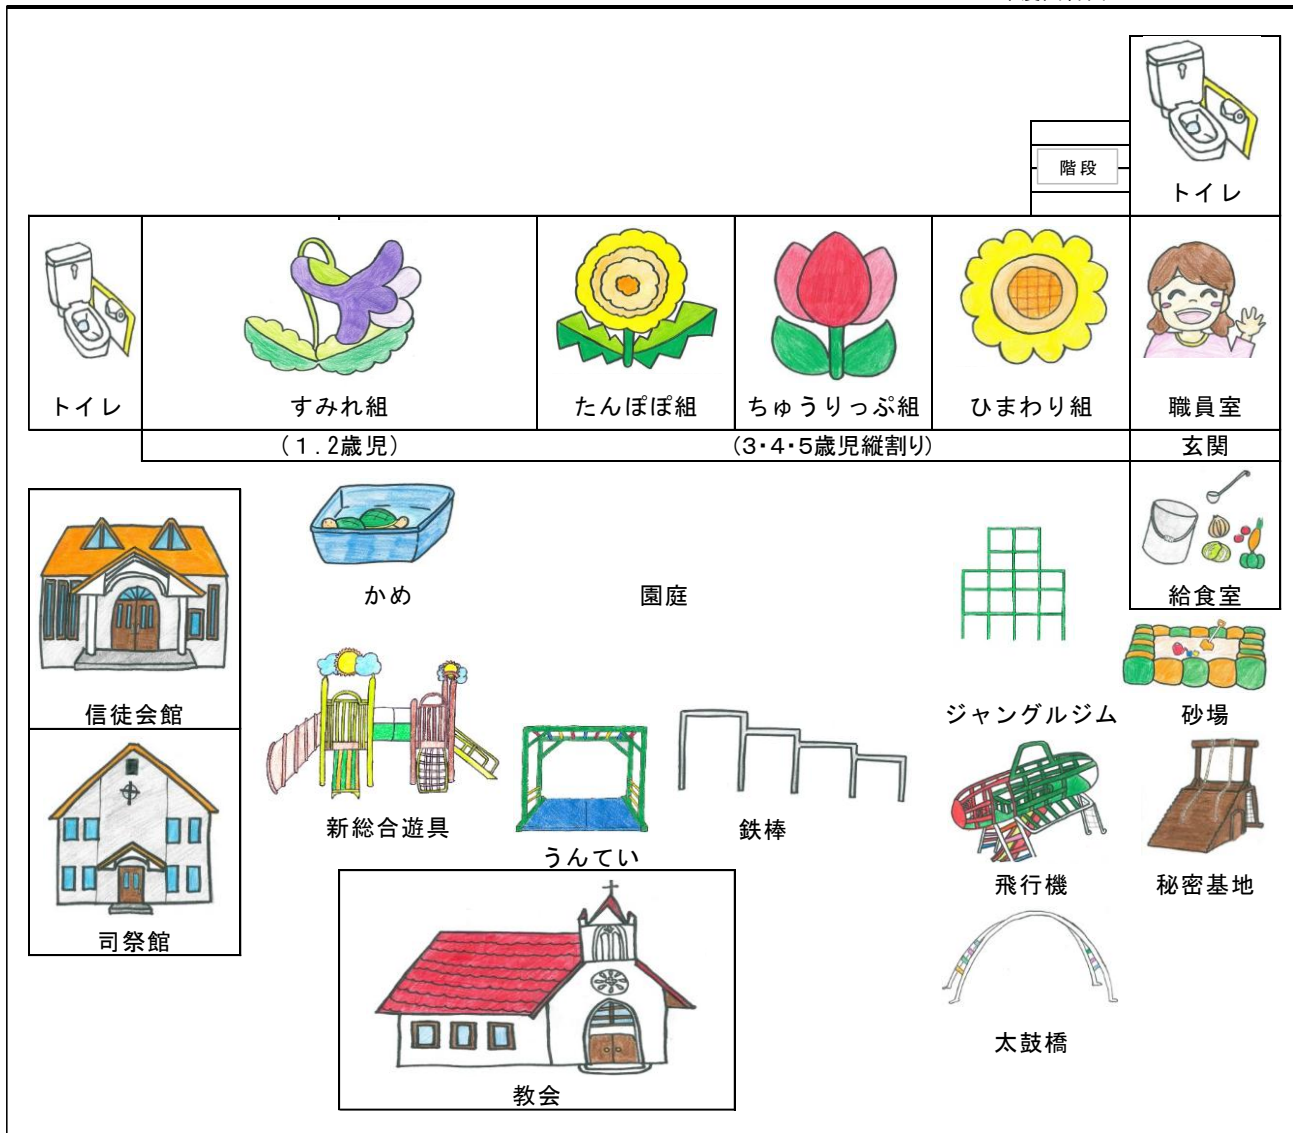 階段
トイレ
トイレ
すみれ組
たんぽぽ組
ちゅうりっぷ組
ひまわり組
職員室
(１.２歳児)
(３･４･５歳児縦割り)
玄関
かめ
園庭
給食室
信徒会館
ジャングルジム
砂場
新総合遊具
うんてい
鉄棒
飛行機
秘密基地
司祭館
太鼓橋
教会